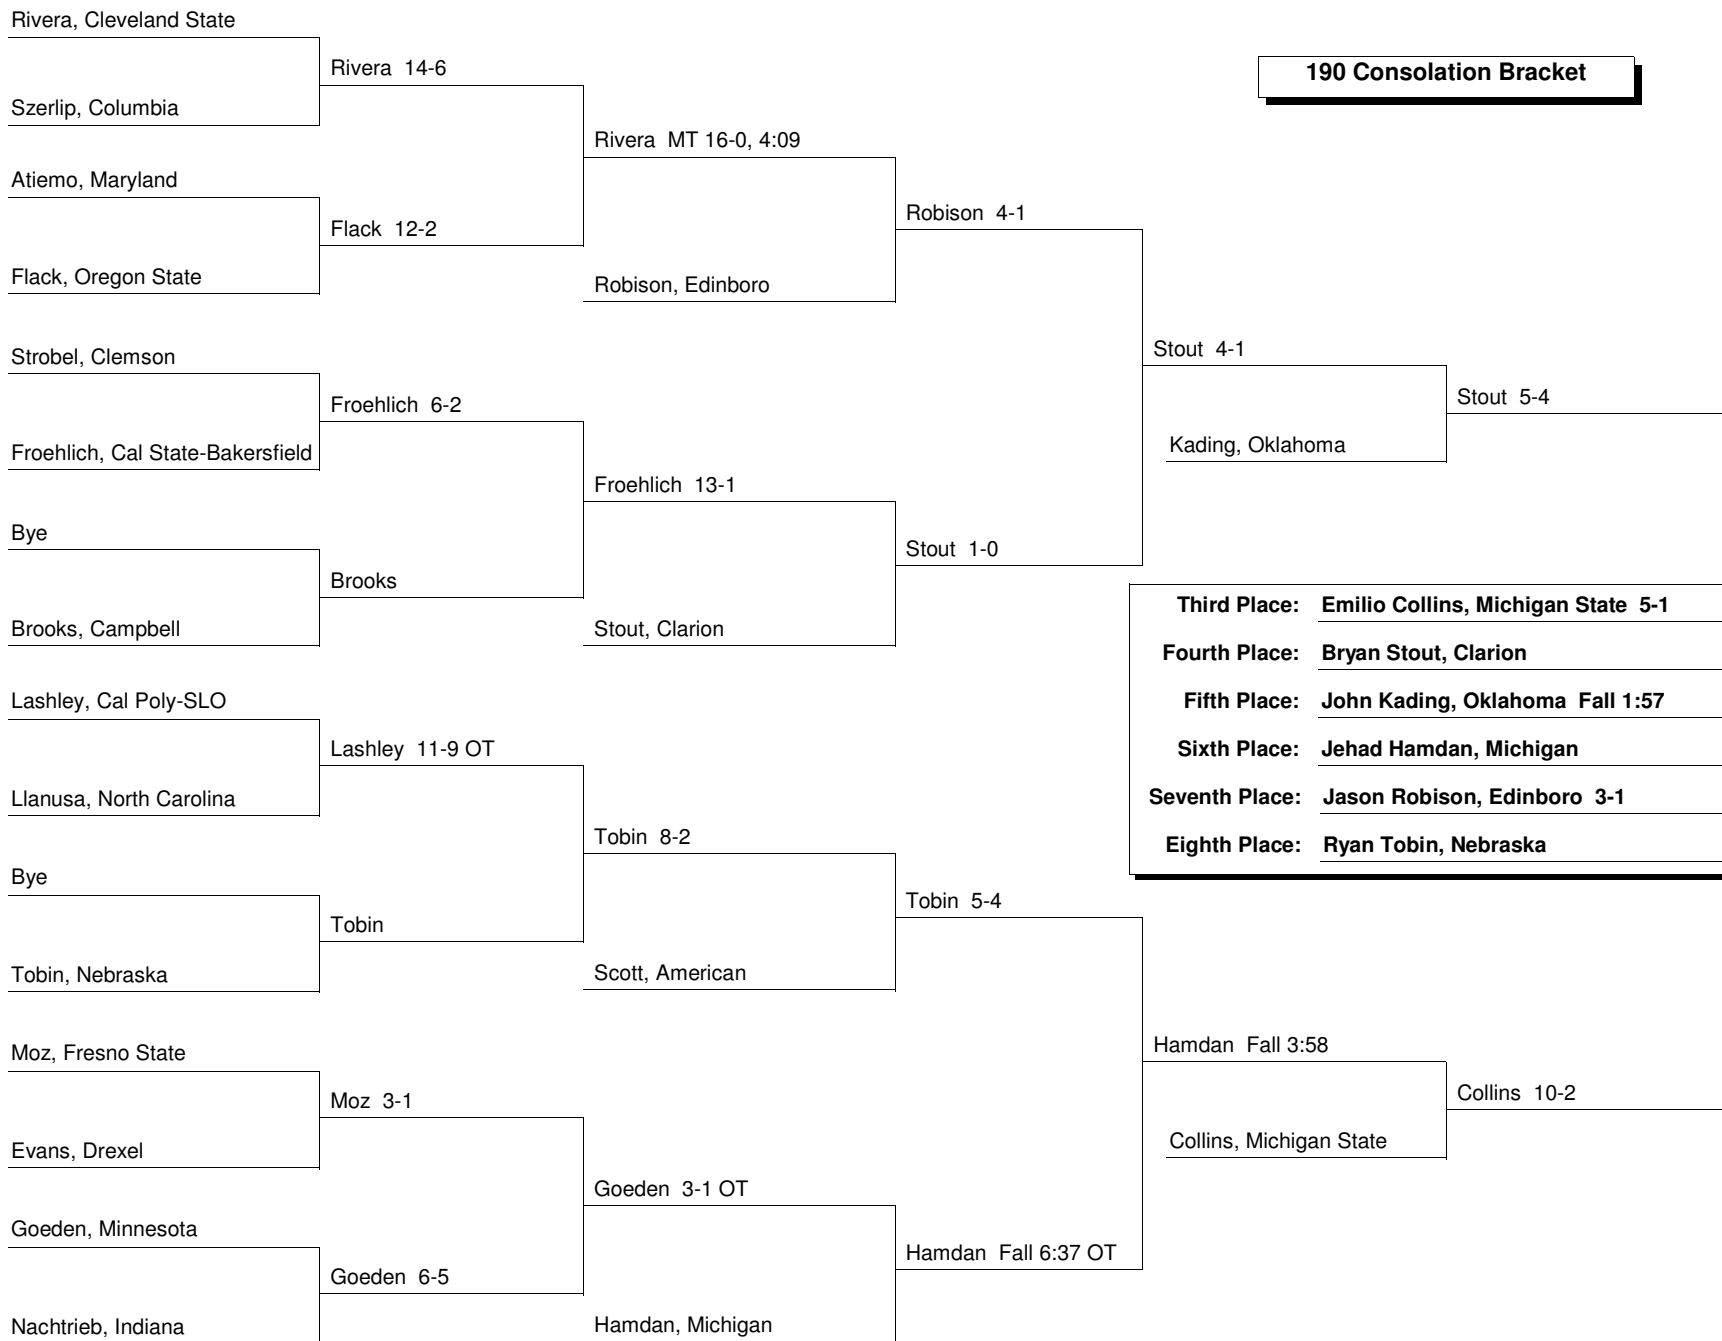 Rivera, Cleveland State
Rivera 14-6
190 Consolation Bracket
Szerlip, Columbia
Rivera MT 16-0, 4:09
Atiemo, Maryland
Robison 4-1
Flack 12-2
Flack, Oregon State
Robison, Edinboro
Strobel, Clemson
Stout 4-1
Froehlich 6-2
Stout 5-4
Froehlich, Cal State-Bakersfield
Kading, Oklahoma
Froehlich 13-1
Bye
Stout 1-0
Brooks
Brooks, Campbell
Stout, Clarion
Third Place: Emilio Collins, Michigan State 5-1
Fourth Place: Bryan Stout, Clarion
Fifth Place: John Kading, Oklahoma Fall 1:57
Sixth Place: Jehad Hamdan, Michigan
Seventh Place: Jason Robison, Edinboro 3-1
Eighth Place: Ryan Tobin, Nebraska
Lashley, Cal Poly-SLO
Lashley 11-9 OT
Llanusa, North Carolina
Tobin 8-2
Bye
Tobin 5-4
Tobin
Tobin, Nebraska
Scott, American
Moz, Fresno State
Hamdan Fall 3:58
Moz 3-1
Collins 10-2
Evans, Drexel
Collins, Michigan State
Goeden 3-1 OT
Goeden, Minnesota
Hamdan Fall 6:37 OT
Goeden 6-5
Nachtrieb, Indiana
Hamdan, Michigan